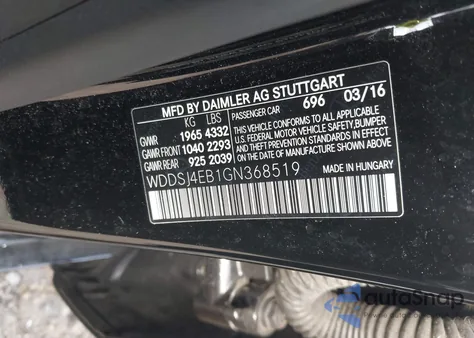 MFD BY DAIMLER AG STUTTGART
KG LBS PASSENGER CAR 696 03/16
GVWR 1965 4332 THIS VEHICLE CONFORMS TO ALL APPLICABLE
GAWR FRONT 1040 2293 U.S. FEDERAL MOTOR VEHICLE SAFETY, BUMPER
GAWR REAR 925 2039 AND THEFT PREVENTION STANDARDS IN EFFECT
ON THE DATE OF MANUFACTURE SHOWN ABOVE.
WDDSJ4EB1GN368519 MADE IN HUNGARY
autoSnap